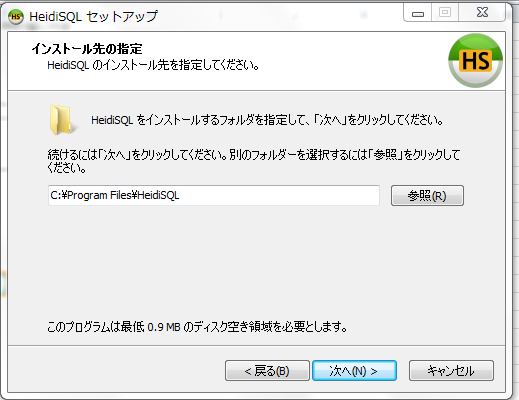 HeidiSQL セットアップ
インストール先の指定
HeidiSQL のインストール先を指定してください。
HS
HeidiSQL をインストールするフォルダを指定して、「次へ」をクリックしてください。
続けるには「次へ」をクリックしてください。別のフォルダーを選択するには「参照」をクリックして
ください。
C:¥Program Files¥HeidiSQL
参照(R)
このプログラムは最低 0.9 MB のディスク空き領域を必要とします。
< 戻る(B)
次へ(N) >
キャンセル